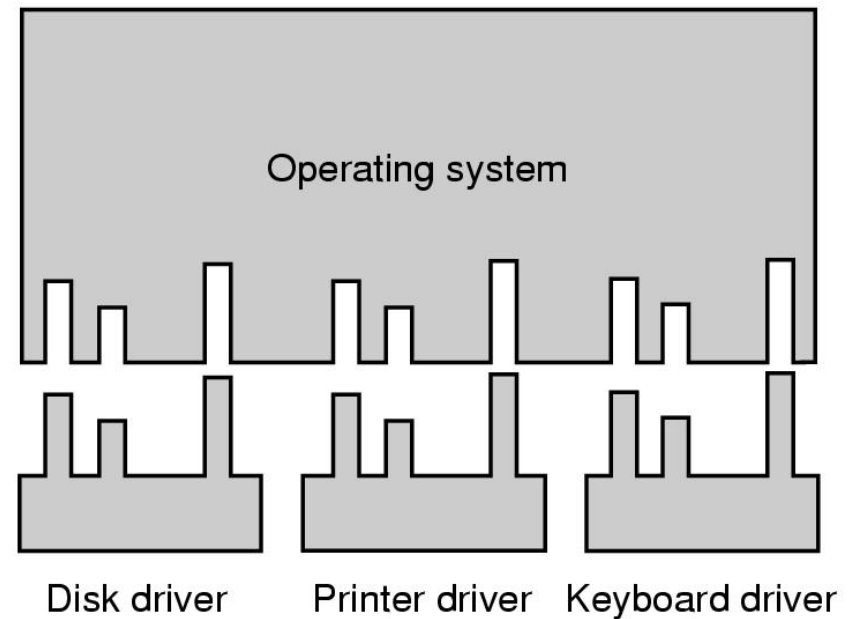 Operating system
Disk driver
Printer driver
Keyboard driver